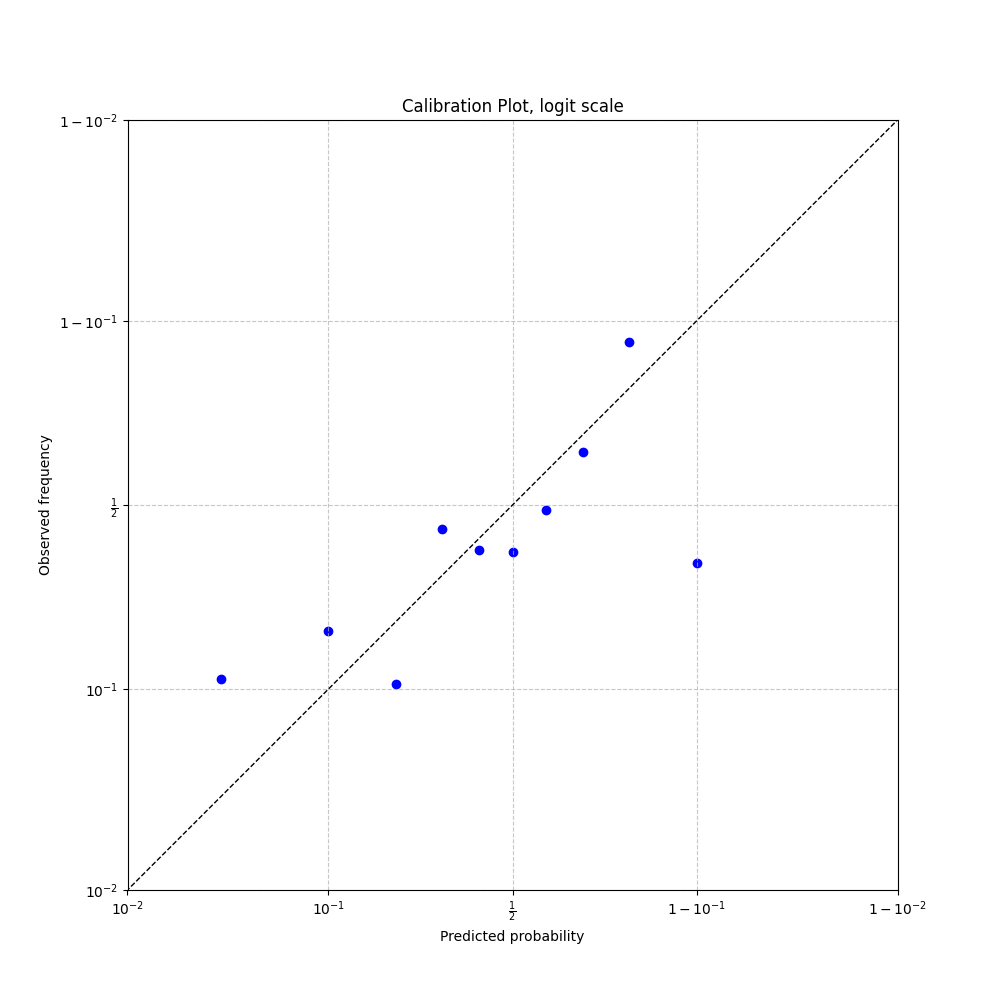 Calibration Plot, logit scale
1 − 10⁻²
1 − 10⁻¹
½
10⁻¹
10⁻²
Observed frequency
10⁻² 10⁻¹ ½ 1 − 10⁻¹ 1 − 10⁻²
Predicted probability